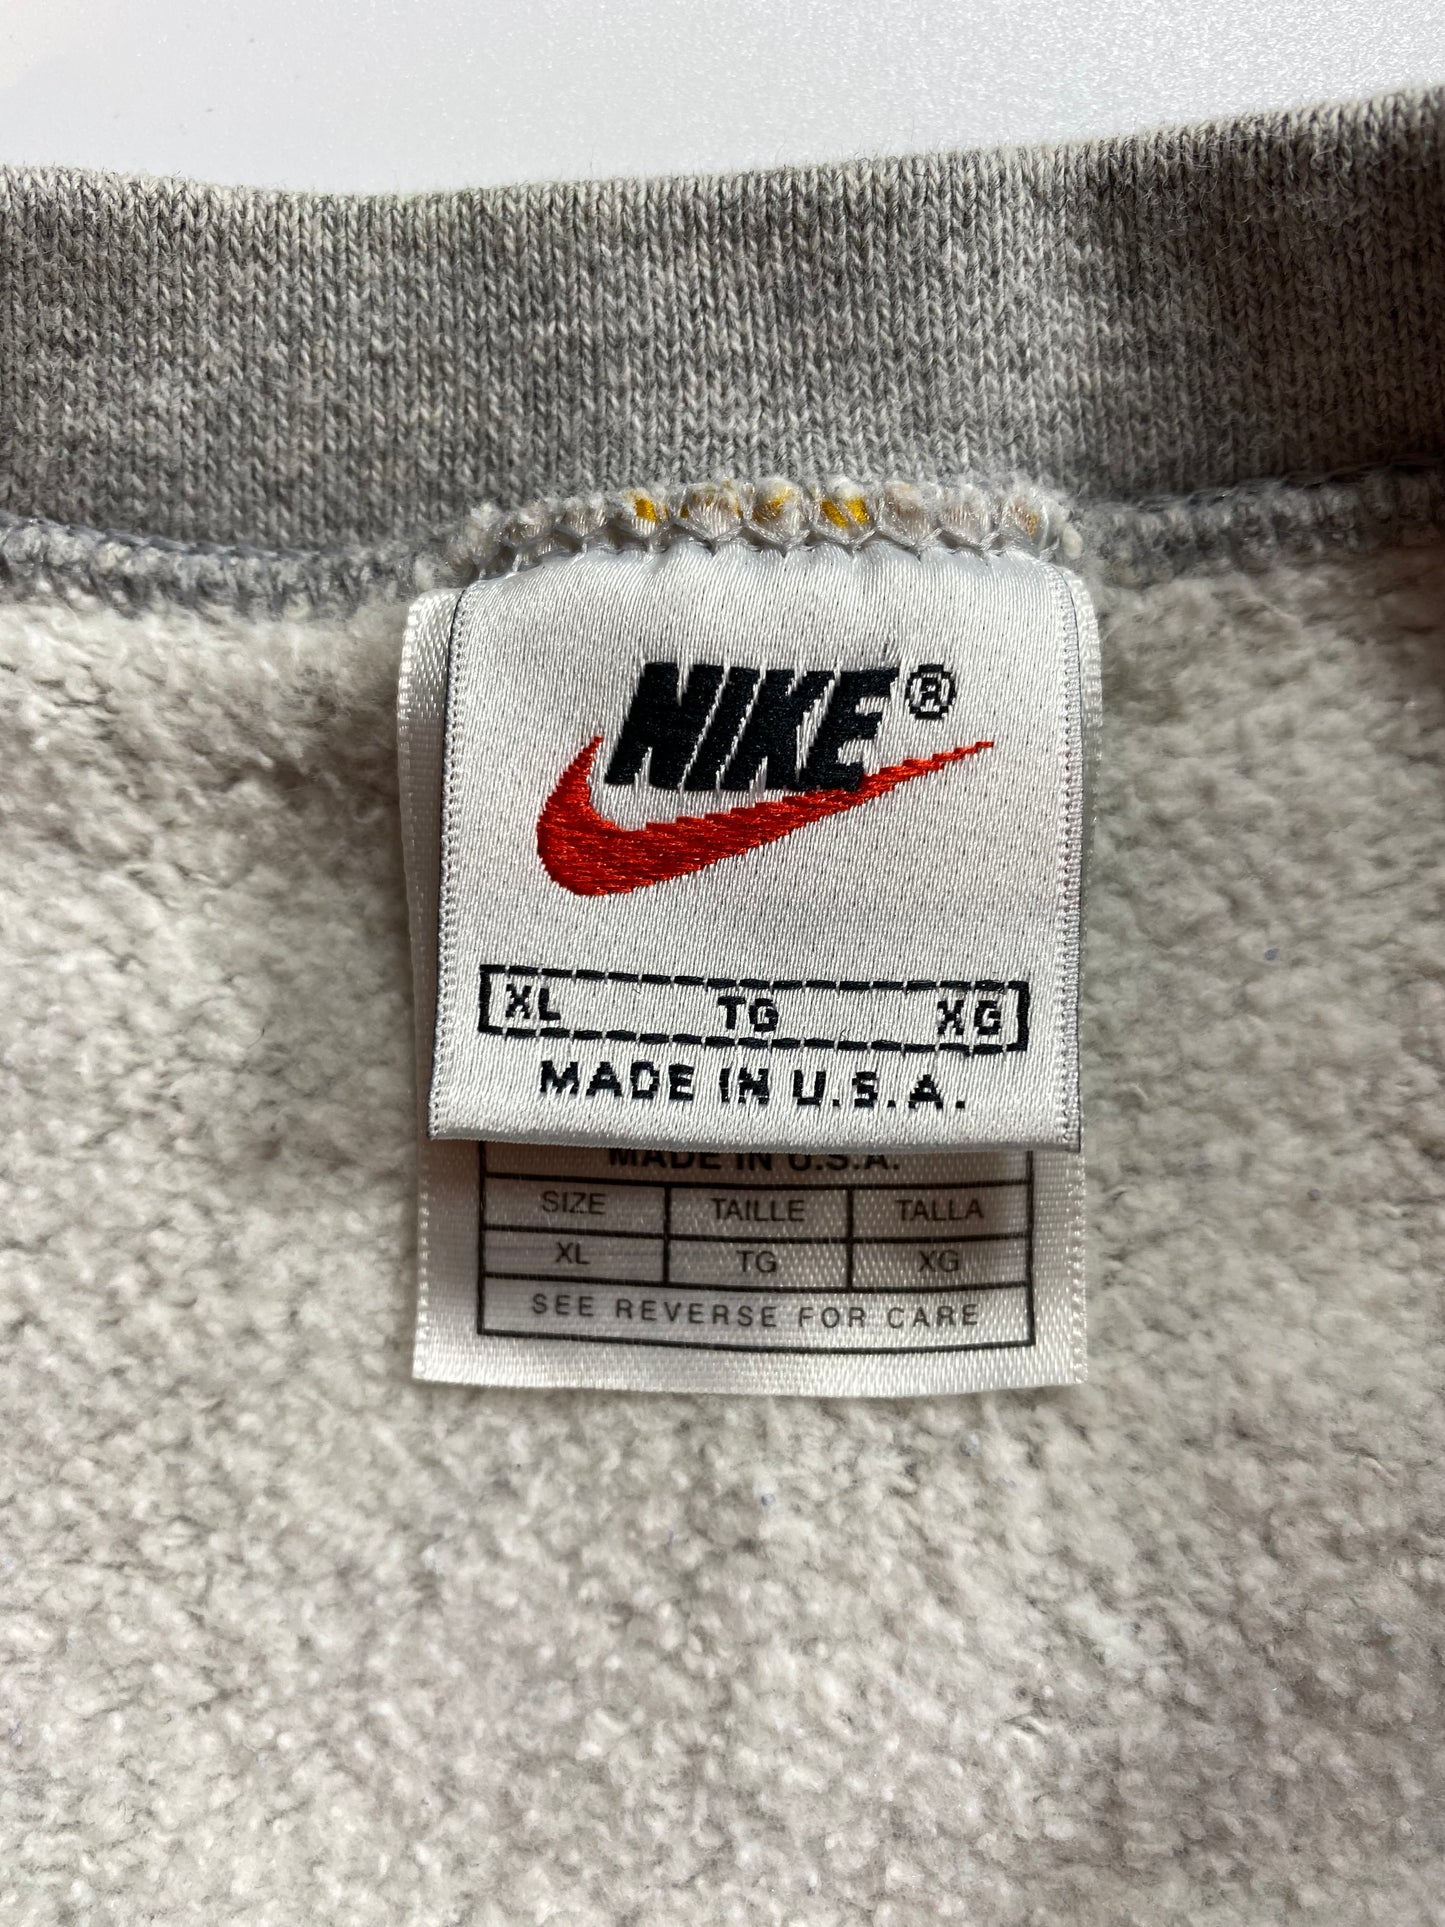 NIKE®
XL TG XG
MADE IN U.S.A.
MADE IN U.S.A.
SIZE TAILLE TALLA
XL TG XG
SEE REVERSE FOR CARE